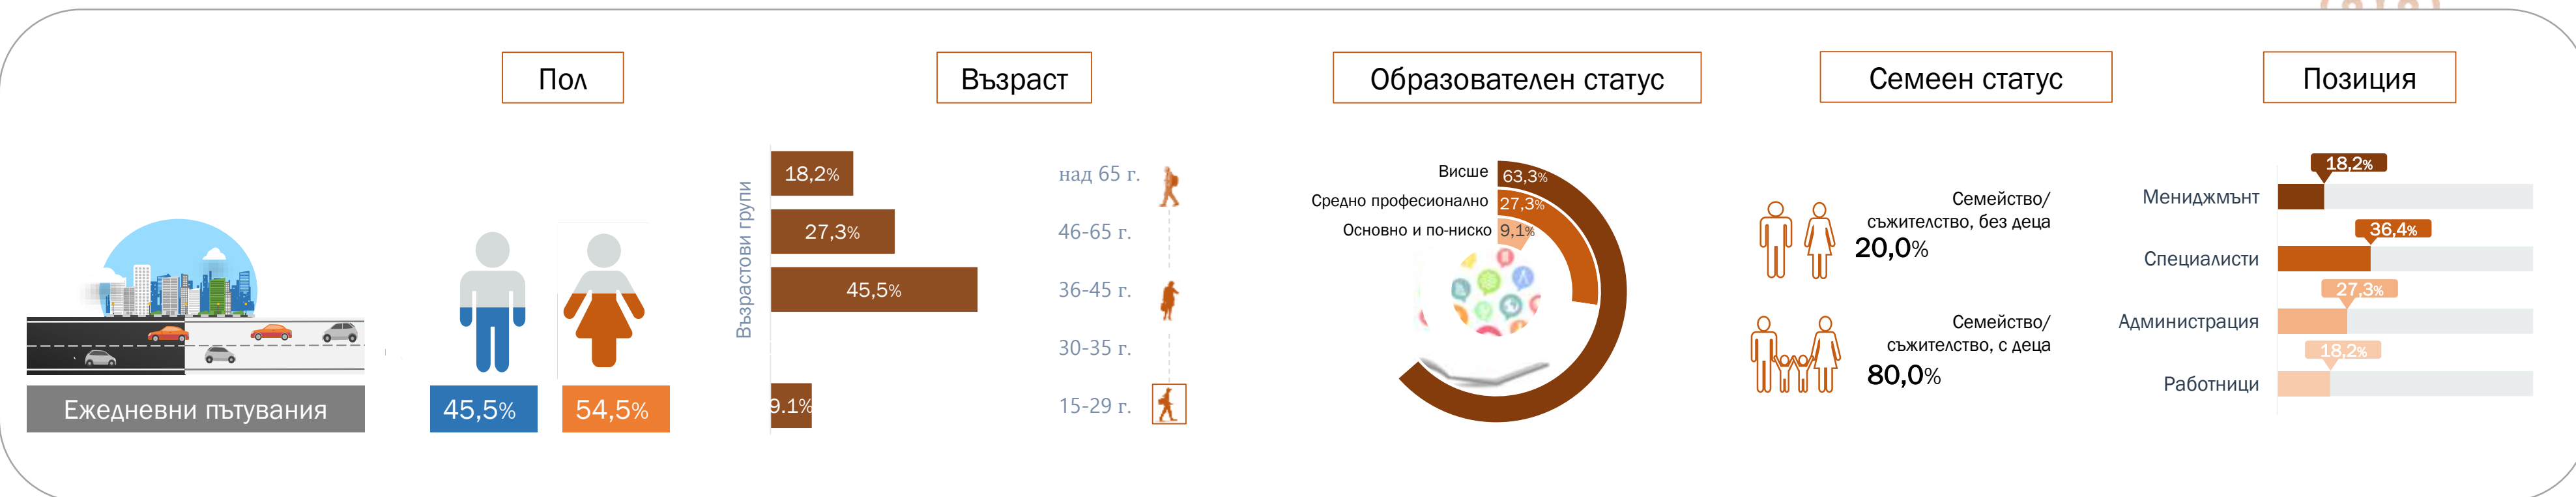 Пол
Възраст
Образователен статус
Семеен статус
Позиция
Ежедневни пътувания
45,5%
54,5%
Възрастови групи
18,2%
над 65 г.
27,3%
46-65 г.
45,5%
36-45 г.
30-35 г.
9.1%
15-29 г.
Висше
63,3%
Средно професионално
27,3%
Основно и по-ниско
9,1%
Семейство/
съжителство, без деца
20,0%
Семейство/
съжителство, с деца
80,0%
18,2%
Мениджмънт
36,4%
Специалисти
27,3%
Администрация
18,2%
Работници